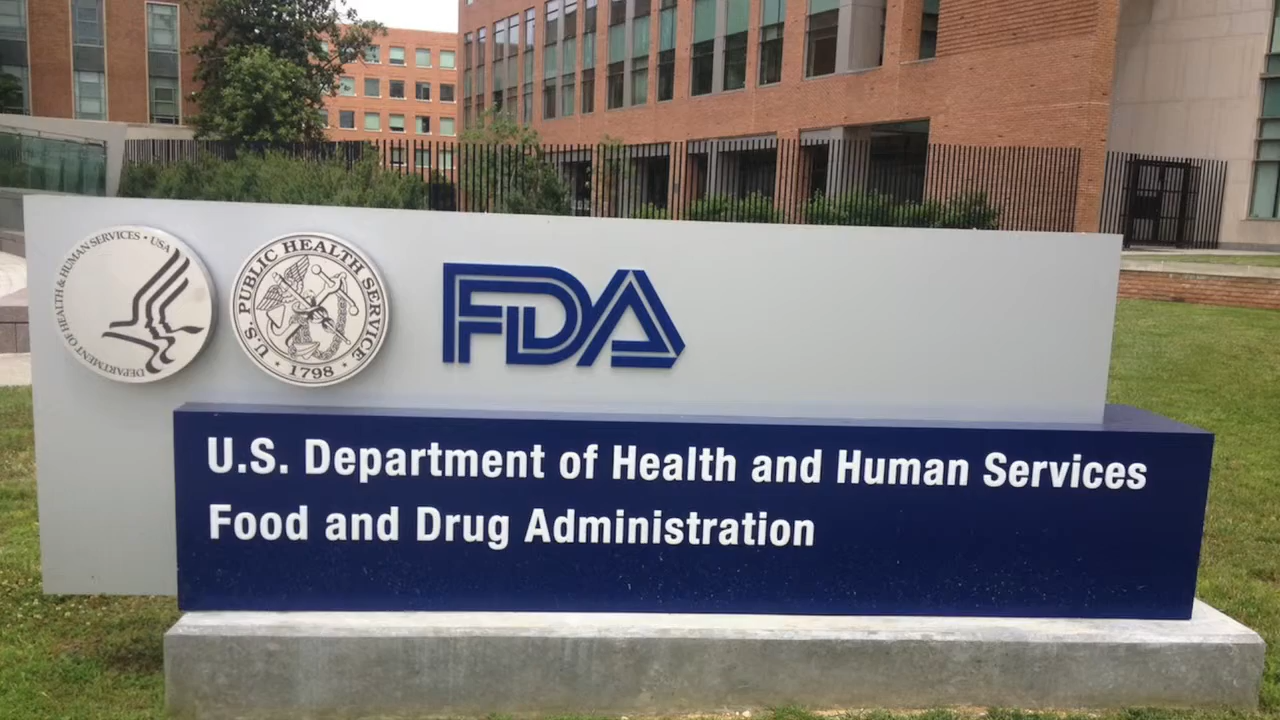 DEPARTMENT OF HEALTH & HUMAN SERVICES • USA
U.S. PUBLIC HEALTH SERVICE
• 1798 •
FDA
U.S. Department of Health and Human Services
Food and Drug Administration